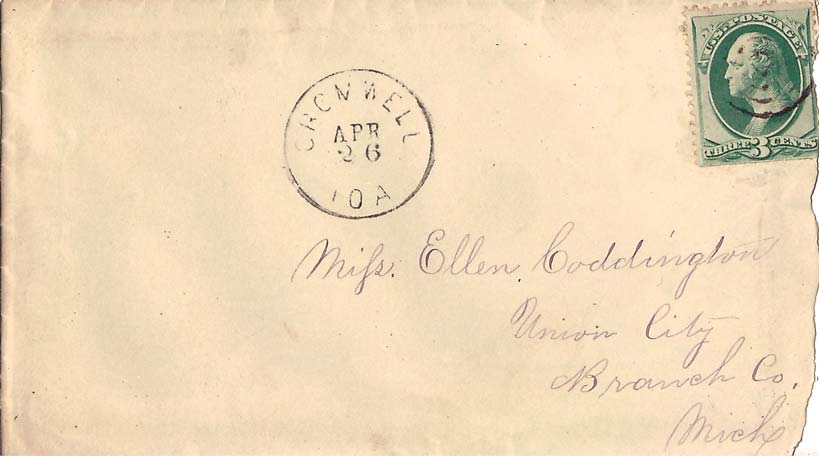 U.S. POSTAGE
THREE 3 CENTS
CROMWELL
APR
26
IOA
Miſs. Ellen Coddington
Union City
Branch Co.
Mich